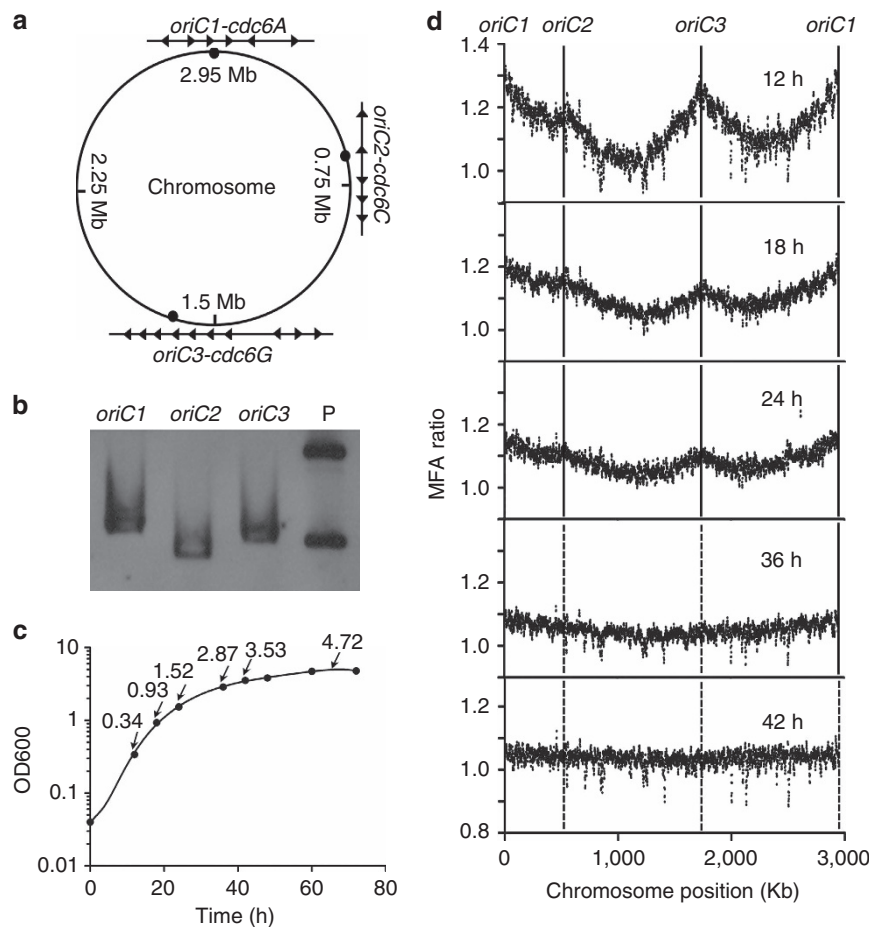 a
oriC1-cdc6A
2.95 Mb
oriC2-cdc6C
0.75 Mb
Chromosome
2.25 Mb
1.5 Mb
oriC3-cdc6G
b
oriC1 oriC2 oriC3 P
c
10
1
0.1
0.01
OD600
0.34
0.93
1.52
2.87
3.53
4.72
0 20 40 60 80
Time (h)
d
oriC1 oriC2 oriC3 oriC1
12 h
1.4
1.2
1.0
18 h
1.2
1.0
24 h
1.2
1.0
36 h
1.2
1.0
42 h
1.2
1.0
0.8
MFA ratio
0 1,000 2,000 3,000
Chromosome position (Kb)